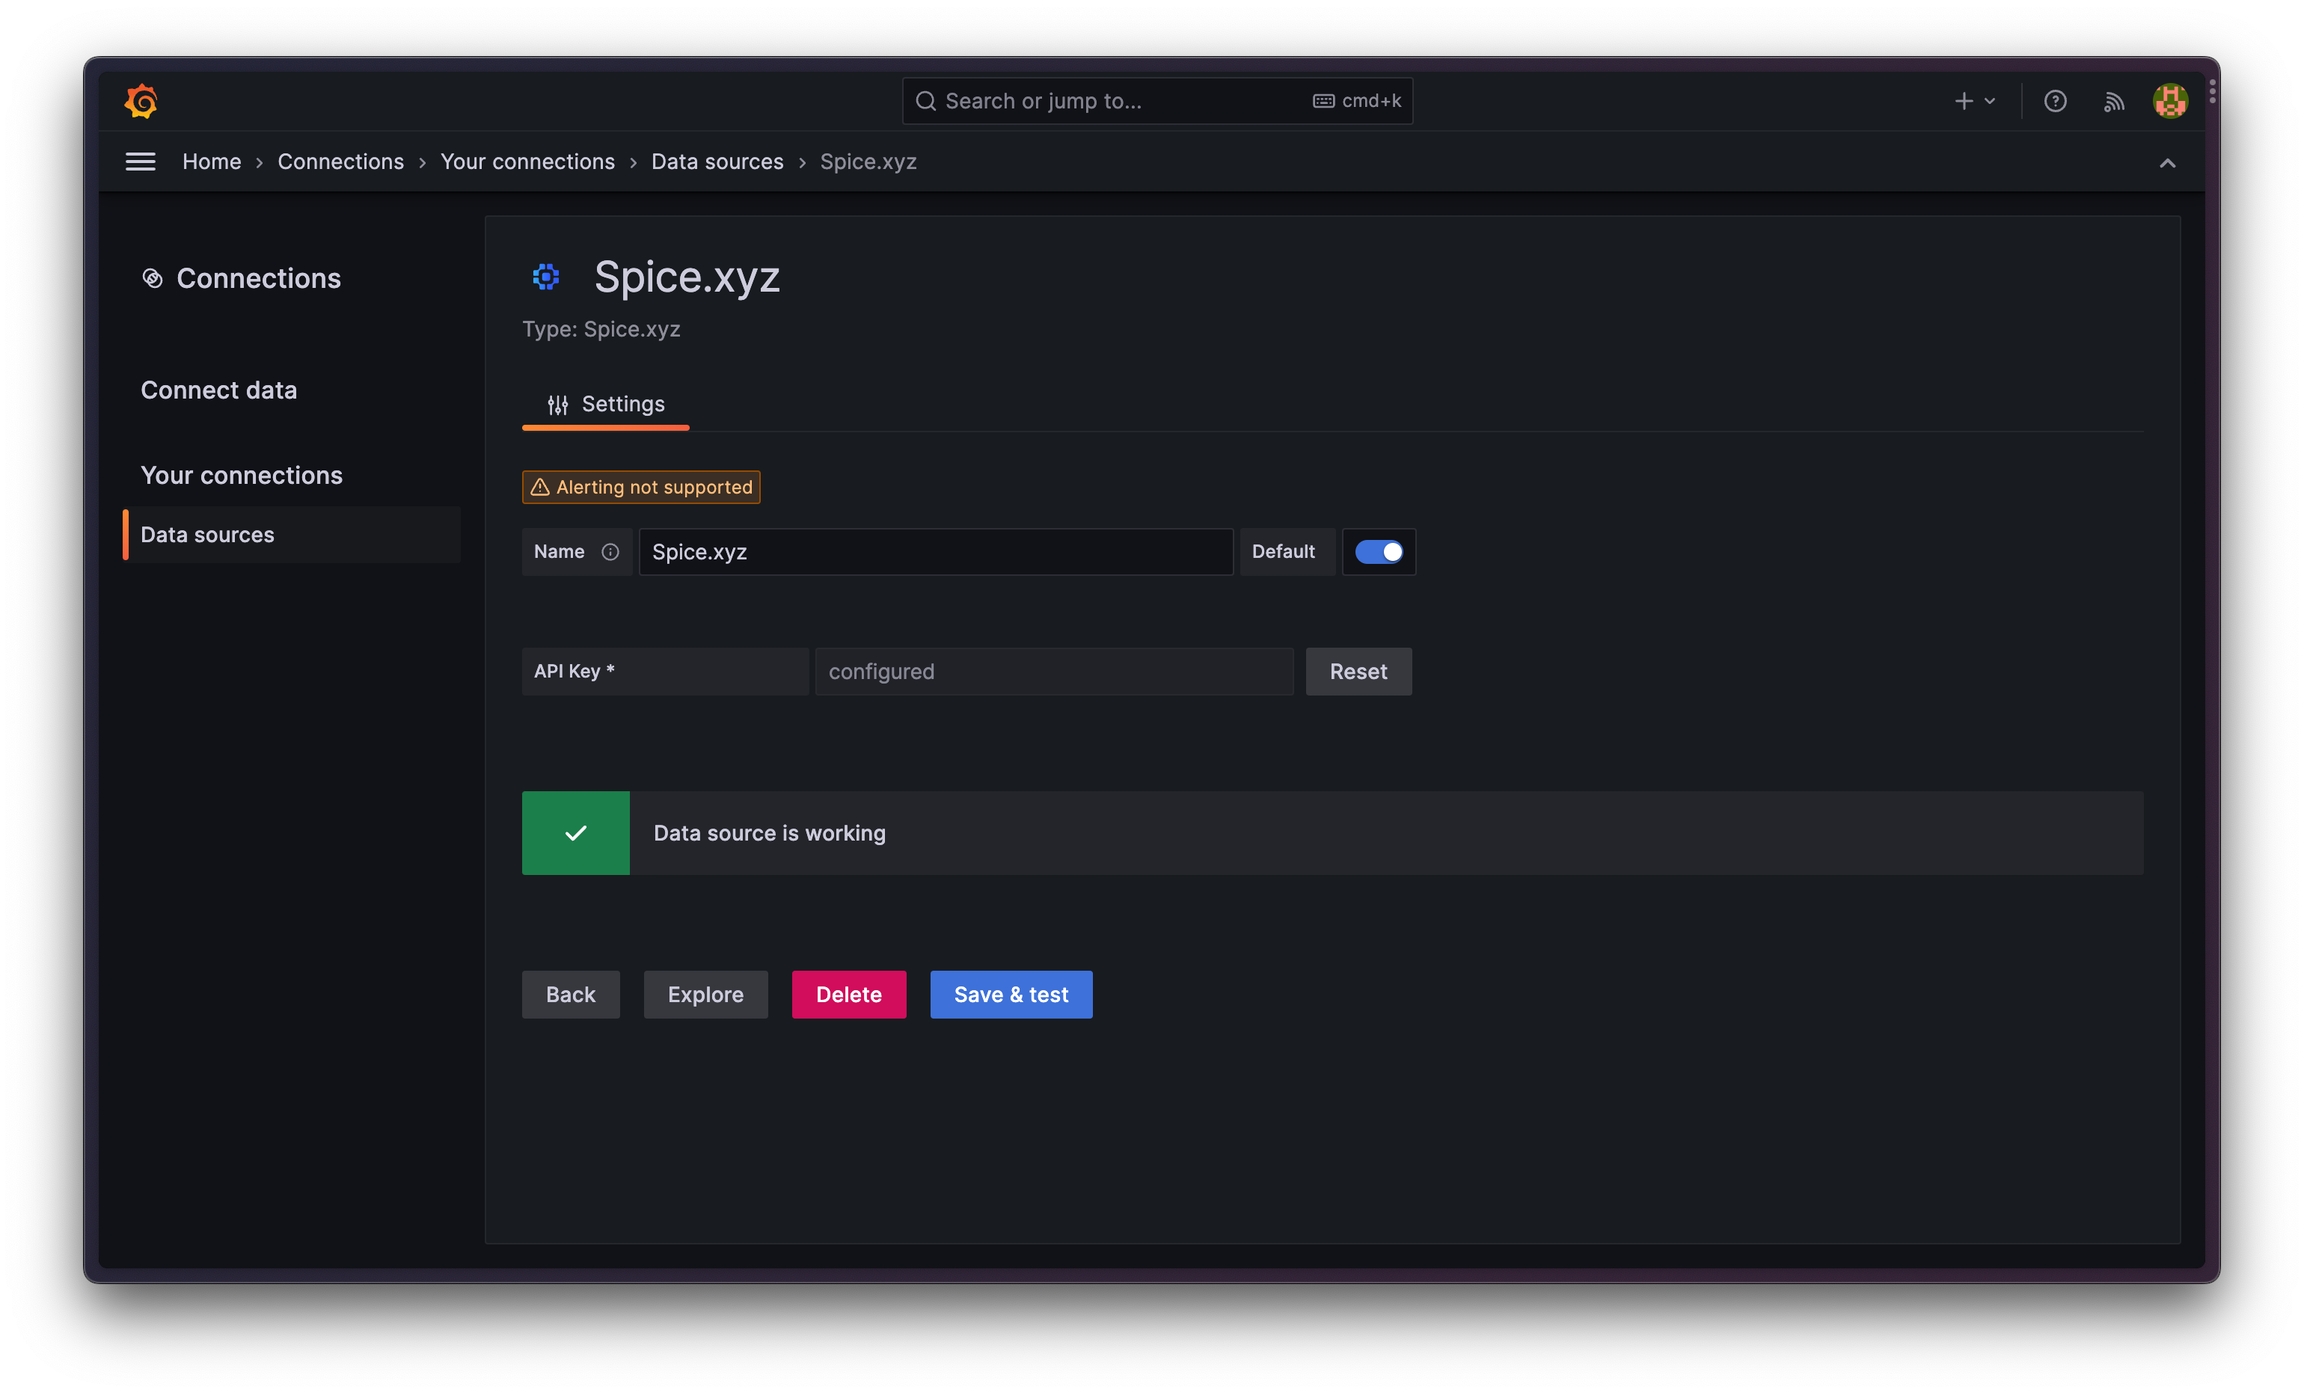 Search or jump to... cmd+k
Home › Connections › Your connections › Data sources › Spice.xyz
Connections
Connect data
Your connections
Data sources
Spice.xyz
Type: Spice.xyz
Settings
Alerting not supported
Name Spice.xyz Default
API Key * configured Reset
Data source is working
Back Explore Delete Save & test